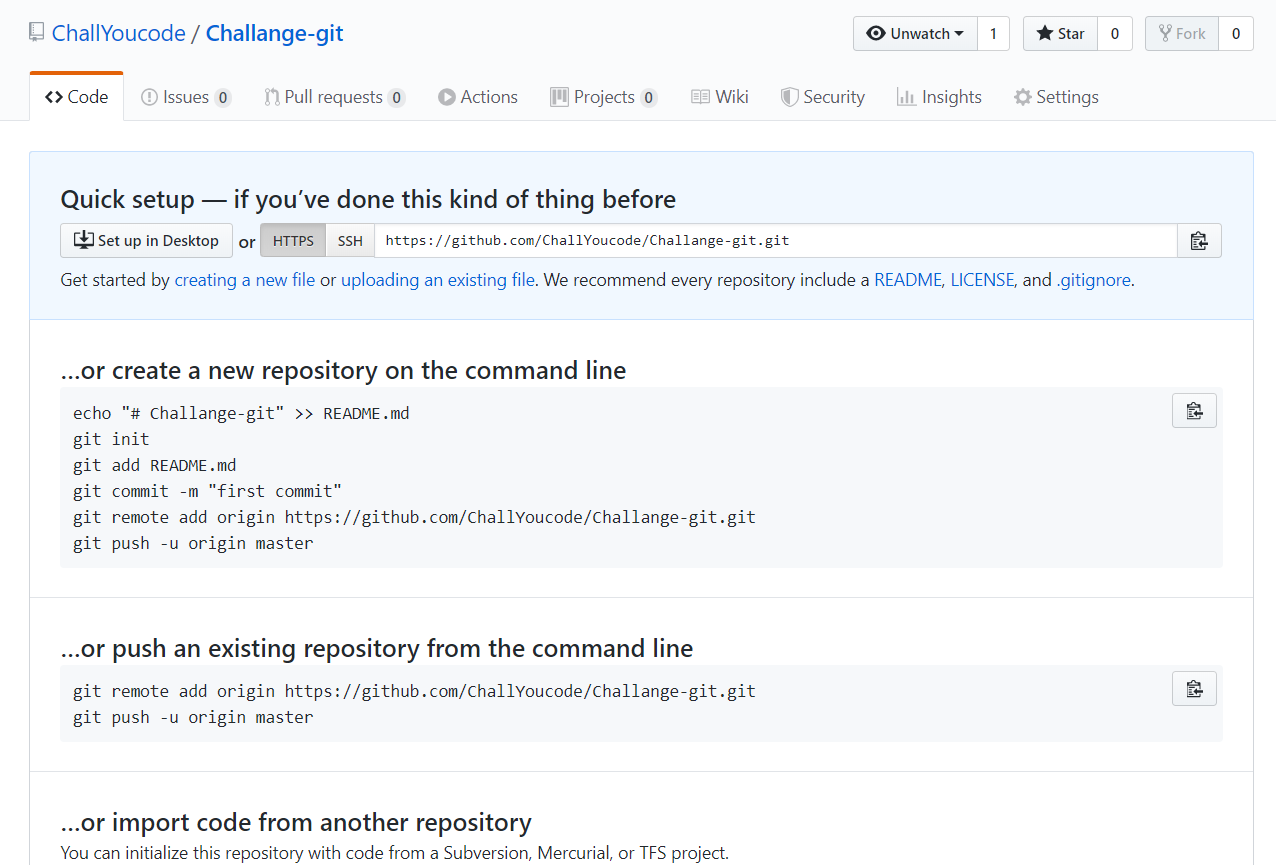 ChallYoucode / Challange-git
Unwatch 1 Star 0 Fork 0
Code Issues 0 Pull requests 0 Actions Projects 0 Wiki Security Insights Settings
Quick setup — if you’ve done this kind of thing before
Set up in Desktop or HTTPS SSH https://github.com/ChallYoucode/Challange-git.git
Get started by creating a new file or uploading an existing file. We recommend every repository include a README, LICENSE, and .gitignore.
…or create a new repository on the command line
echo "# Challange-git" >> README.md
git init
git add README.md
git commit -m "first commit"
git remote add origin https://github.com/ChallYoucode/Challange-git.git
git push -u origin master
…or push an existing repository from the command line
git remote add origin https://github.com/ChallYoucode/Challange-git.git
git push -u origin master
…or import code from another repository
You can initialize this repository with code from a Subversion, Mercurial, or TFS project.